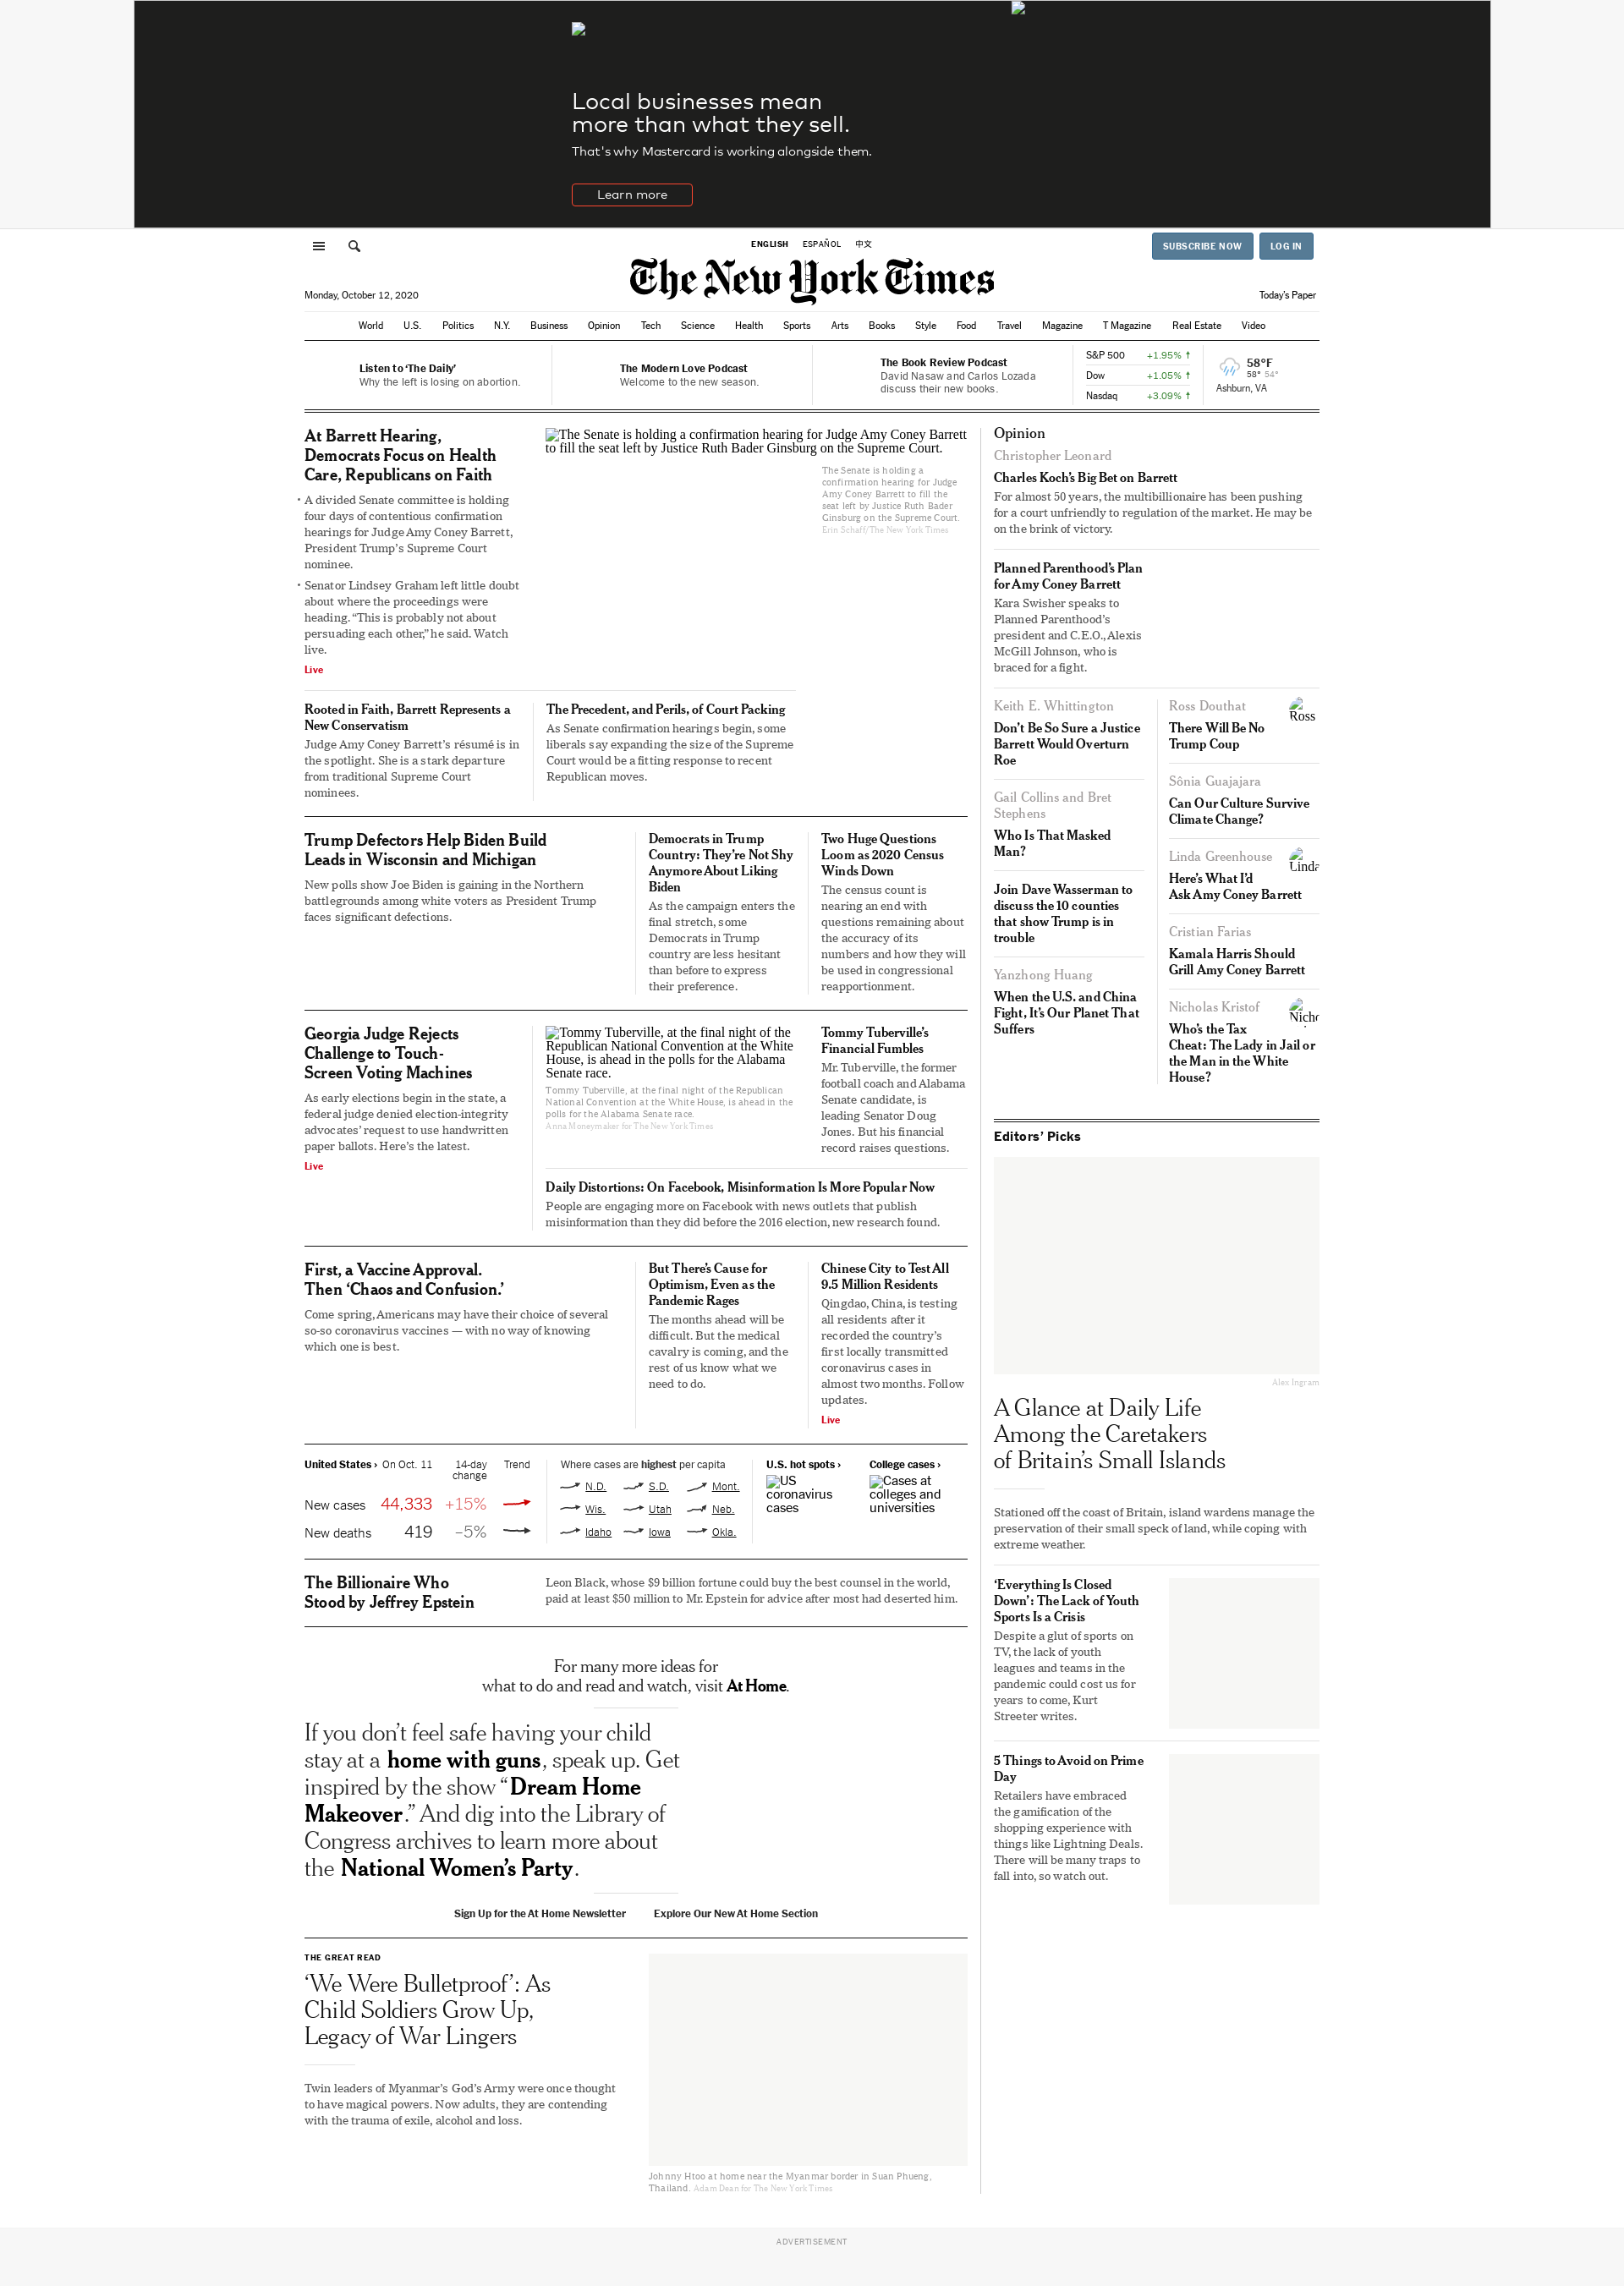 Local businesses mean
more than what they sell.
That's why Mastercard is working alongside them.
Learn more
ENGLISH ESPAÑOL 中文
SUBSCRIBE NOW LOG IN
The New York Times
Monday, October 12, 2020
Today's Paper
World U.S. Politics N.Y. Business Opinion Tech Science Health Sports Arts Books Style Food Travel Magazine T Magazine Real Estate Video
Listen to ‘The Daily’
Why the left is losing on abortion.
The Modern Love Podcast
Welcome to the new season.
The Book Review Podcast
David Nasaw and Carlos Lozada
discuss their new books.
S&P 500 +1.95% ↑
Dow +1.05% ↑
Nasdaq +3.09% ↑
58°F
58° 54°
Ashburn, VA
At Barrett Hearing,
Democrats Focus on Health
Care, Republicans on Faith
• A divided Senate committee is holding
four days of contentious confirmation
hearings for Judge Amy Coney Barrett,
President Trump's Supreme Court
nominee.
• Senator Lindsey Graham left little doubt
about where the proceedings were
heading. “This is probably not about
persuading each other,” he said. Watch
live.
Live
The Senate is holding a confirmation hearing for Judge Amy Coney Barrett
to fill the seat left by Justice Ruth Bader Ginsburg on the Supreme Court.
The Senate is holding a
confirmation hearing for Judge
Amy Coney Barrett to fill the
seat left by Justice Ruth Bader
Ginsburg on the Supreme Court.
Erin Schaff/The New York Times
Rooted in Faith, Barrett Represents a
New Conservatism
Judge Amy Coney Barrett’s résumé is in
the spotlight. She is a stark departure
from traditional Supreme Court
nominees.
The Precedent, and Perils, of Court Packing
As Senate confirmation hearings begin, some
liberals say expanding the size of the Supreme
Court would be a fitting response to recent
Republican moves.
Trump Defectors Help Biden Build
Leads in Wisconsin and Michigan
New polls show Joe Biden is gaining in the Northern
battlegrounds among white voters as President Trump
faces significant defections.
Democrats in Trump
Country: They’re Not Shy
Anymore About Liking
Biden
As the campaign enters the
final stretch, some
Democrats in Trump
country are less hesitant
than before to express
their preference.
Two Huge Questions
Loom as 2020 Census
Winds Down
The census count is
nearing an end with
questions remaining about
the accuracy of its
numbers and how they will
be used in congressional
reapportionment.
Georgia Judge Rejects
Challenge to Touch-
Screen Voting Machines
As early elections begin in the state, a
federal judge denied election-integrity
advocates’ request to use handwritten
paper ballots. Here’s the latest.
Live
Tommy Tuberville, at the final night of the
Republican National Convention at the White
House, is ahead in the polls for the Alabama
Senate race.
Tommy Tuberville, at the final night of the Republican
National Convention at the White House, is ahead in the
polls for the Alabama Senate race.
Anna Moneymaker for The New York Times
Tommy Tuberville’s
Financial Fumbles
Mr. Tuberville, the former
football coach and Alabama
Senate candidate, is
leading Senator Doug
Jones. But his financial
record raises questions.
Daily Distortions: On Facebook, Misinformation Is More Popular Now
People are engaging more on Facebook with news outlets that publish
misinformation than they did before the 2016 election, new research found.
First, a Vaccine Approval.
Then ‘Chaos and Confusion.’
Come spring, Americans may have their choice of several
so-so coronavirus vaccines — with no way of knowing
which one is best.
But There’s Cause for
Optimism, Even as the
Pandemic Rages
The months ahead will be
difficult. But the medical
cavalry is coming, and the
rest of us know what we
need to do.
Chinese City to Test All
9.5 Million Residents
Qingdao, China, is testing
all residents after it
recorded the country’s
first locally transmitted
coronavirus cases in
almost two months. Follow
updates.
Live
United States › On Oct. 11 14-day change Trend
New cases 44,333 +15%
New deaths 419 –5%
Where cases are highest per capita
N.D. S.D. Mont.
Wis. Utah Neb.
Idaho Iowa Okla.
U.S. hot spots ›
US
coronavirus
cases
College cases ›
Cases at
colleges and
universities
The Billionaire Who
Stood by Jeffrey Epstein
Leon Black, whose $9 billion fortune could buy the best counsel in the world,
paid at least $50 million to Mr. Epstein for advice after most had deserted him.
For many more ideas for
what to do and read and watch, visit At Home.
If you don’t feel safe having your child
stay at a home with guns, speak up. Get
inspired by the show “Dream Home
Makeover.” And dig into the Library of
Congress archives to learn more about
the National Women’s Party.
Sign Up for the At Home Newsletter Explore Our New At Home Section
THE GREAT READ
‘We Were Bulletproof’: As
Child Soldiers Grow Up,
Legacy of War Lingers
Twin leaders of Myanmar’s God’s Army were once thought
to have magical powers. Now adults, they are contending
with the trauma of exile, alcohol and loss.
Johnny Htoo at home near the Myanmar border in Suan Phueng,
Thailand. Adam Dean for The New York Times
Opinion
Christopher Leonard
Charles Koch’s Big Bet on Barrett
For almost 50 years, the multibillionaire has been pushing
for a court unfriendly to regulation of the market. He may be
on the brink of victory.
Planned Parenthood’s Plan
for Amy Coney Barrett
Kara Swisher speaks to
Planned Parenthood’s
president and C.E.O., Alexis
McGill Johnson, who is
braced for a fight.
Keith E. Whittington
Don’t Be So Sure a Justice
Barrett Would Overturn
Roe
Gail Collins and Bret
Stephens
Who Is That Masked
Man?
Join Dave Wasserman to
discuss the 10 counties
that show Trump is in
trouble
Yanzhong Huang
When the U.S. and China
Fight, It’s Our Planet That
Suffers
Ross Douthat
Ross
There Will Be No
Trump Coup
Sônia Guajajara
Can Our Culture Survive
Climate Change?
Linda Greenhouse
Linda
Here’s What I’d
Ask Amy Coney Barrett
Cristian Farias
Kamala Harris Should
Grill Amy Coney Barrett
Nicholas Kristof
Who’s the Tax
Cheat: The Lady in Jail or
the Man in the White
House?
Editors’ Picks
Alex Ingram
A Glance at Daily Life
Among the Caretakers
of Britain’s Small Islands
Stationed off the coast of Britain, island wardens manage the
preservation of their small speck of land, while coping with
extreme weather.
‘Everything Is Closed
Down’: The Lack of Youth
Sports Is a Crisis
Despite a glut of sports on
TV, the lack of youth
leagues and teams in the
pandemic could cost us for
years to come, Kurt
Streeter writes.
5 Things to Avoid on Prime
Day
Retailers have embraced
the gamification of the
shopping experience with
things like Lightning Deals.
There will be many traps to
fall into, so watch out.
ADVERTISEMENT